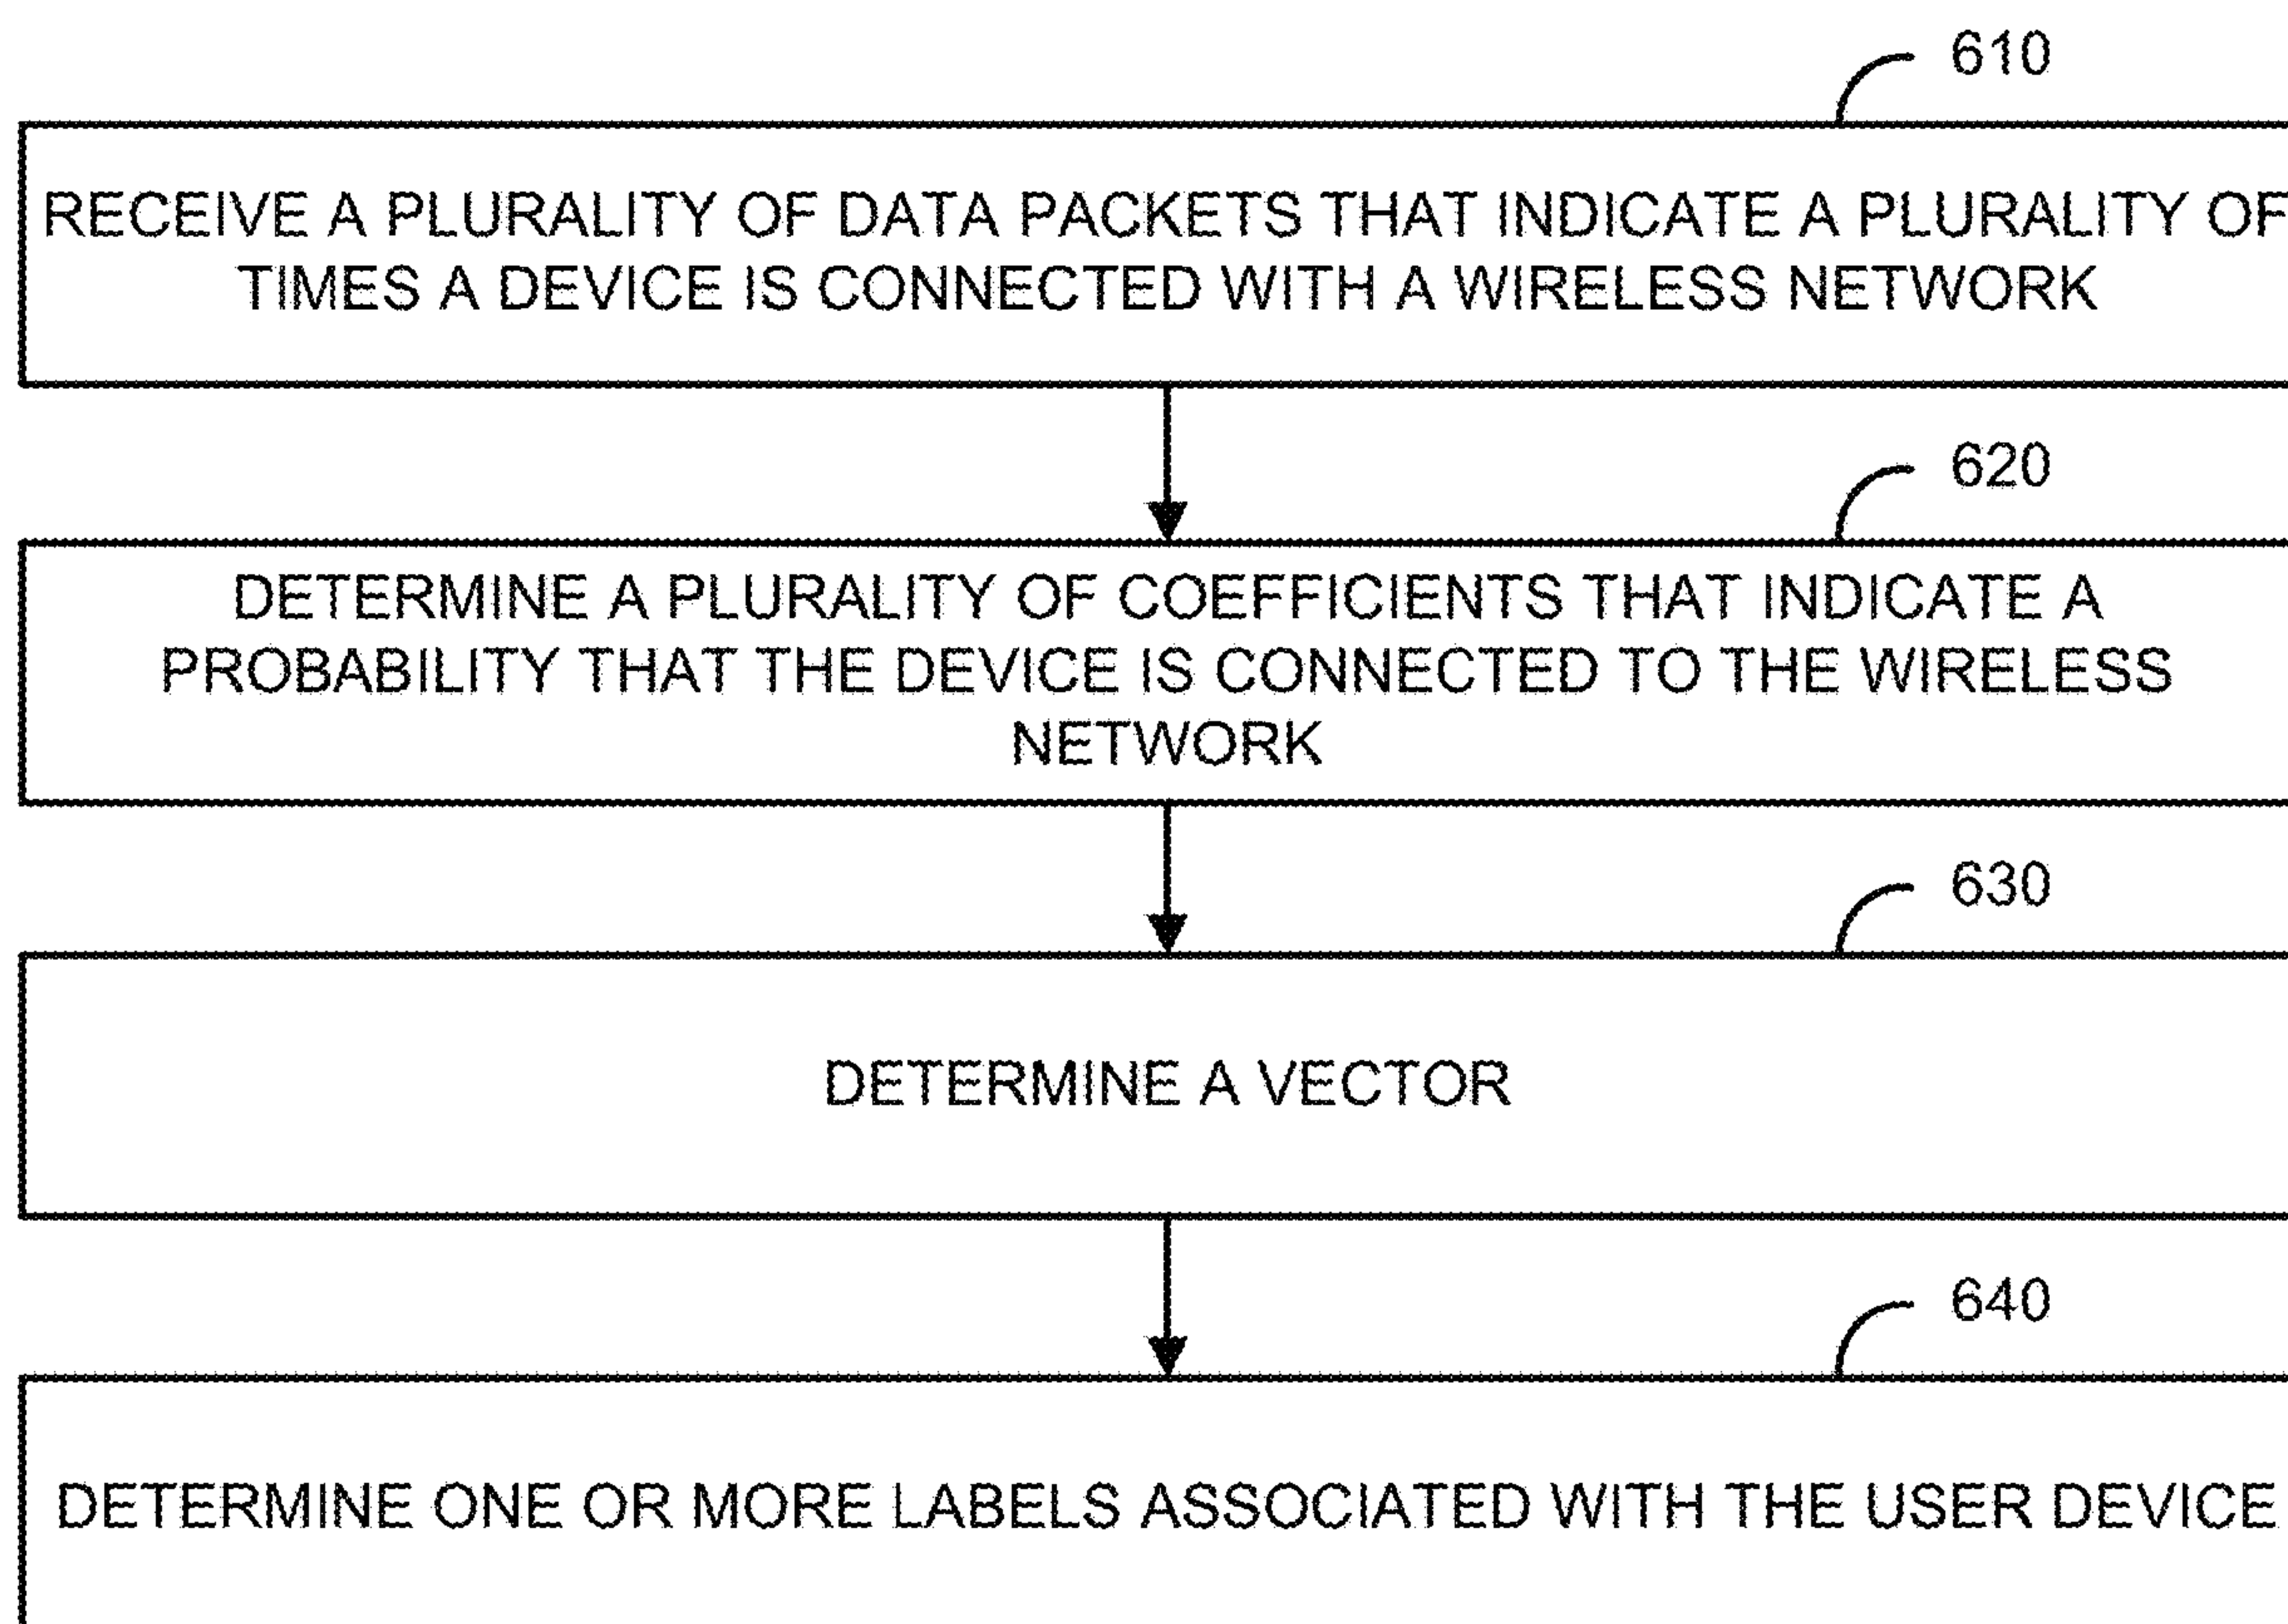 610
RECEIVE A PLURALITY OF DATA PACKETS THAT INDICATE A PLURALITY OF
TIMES A DEVICE IS CONNECTED WITH A WIRELESS NETWORK
620
DETERMINE A PLURALITY OF COEFFICIENTS THAT INDICATE A
PROBABILITY THAT THE DEVICE IS CONNECTED TO THE WIRELESS
NETWORK
630
DETERMINE A VECTOR
640
DETERMINE ONE OR MORE LABELS ASSOCIATED WITH THE USER DEVICE